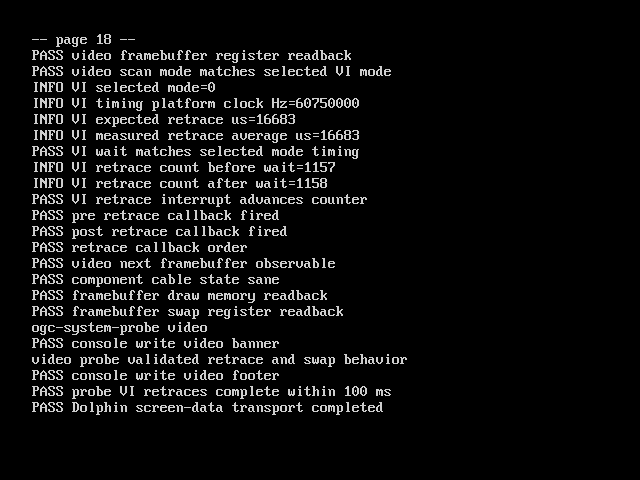 -- page 18 --
PASS video framebuffer register readback
PASS video scan mode matches selected VI mode
INFO VI selected mode=0
INFO VI timing platform clock Hz=60750000
INFO VI expected retrace us=16683
INFO VI measured retrace average us=16683
PASS VI wait matches selected mode timing
INFO VI retrace count before wait=1157
INFO VI retrace count after wait=1158
PASS VI retrace interrupt advances counter
PASS pre retrace callback fired
PASS post retrace callback fired
PASS retrace callback order
PASS video next framebuffer observable
PASS component cable state sane
PASS framebuffer draw memory readback
PASS framebuffer swap register readback
ogc-system-probe video
PASS console write video banner
video probe validated retrace and swap behavior
PASS console write video footer
PASS probe VI retraces complete within 100 ms
PASS Dolphin screen-data transport completed